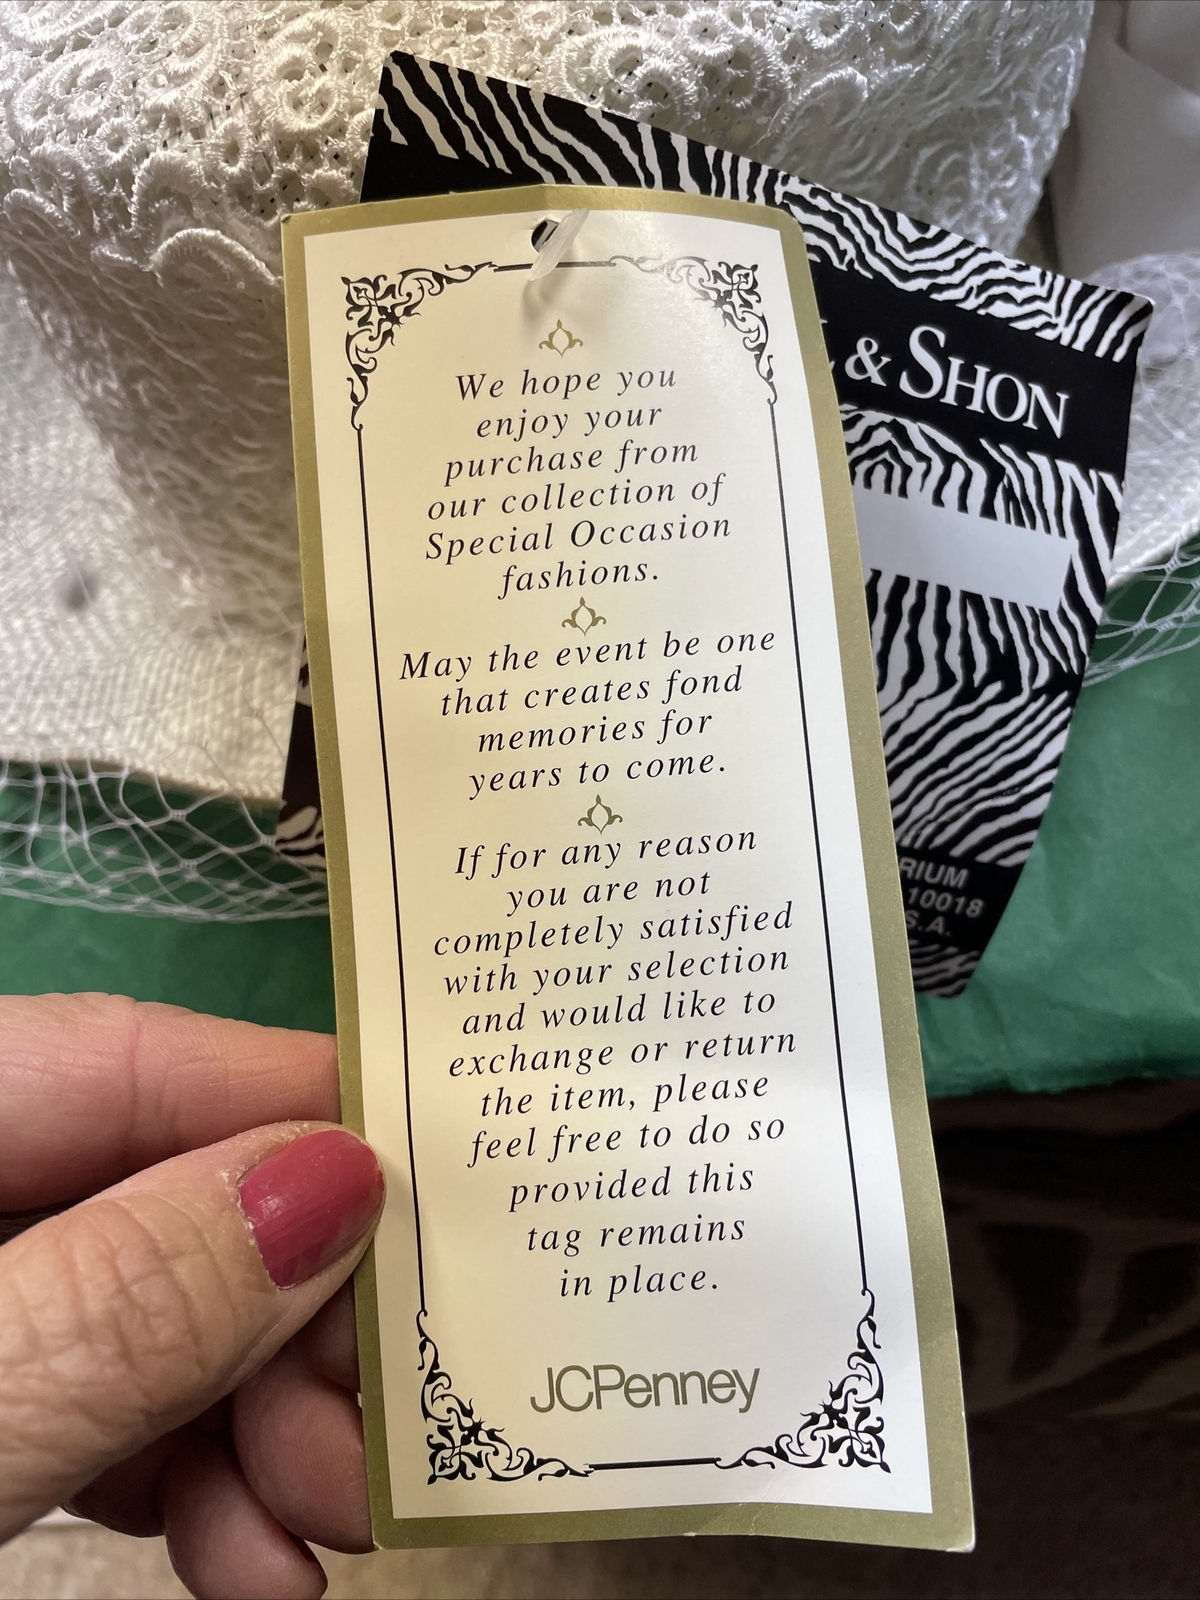 We hope you
enjoy your
purchase from
our collection of
Special Occasion
fashions.
May the event be one
that creates fond
memories for
years to come.
If for any reason
you are not
completely satisfied
with your selection
and would like to
exchange or return
the item, please
feel free to do so
provided this
tag remains
in place.
JCPenney
& SHON
10018